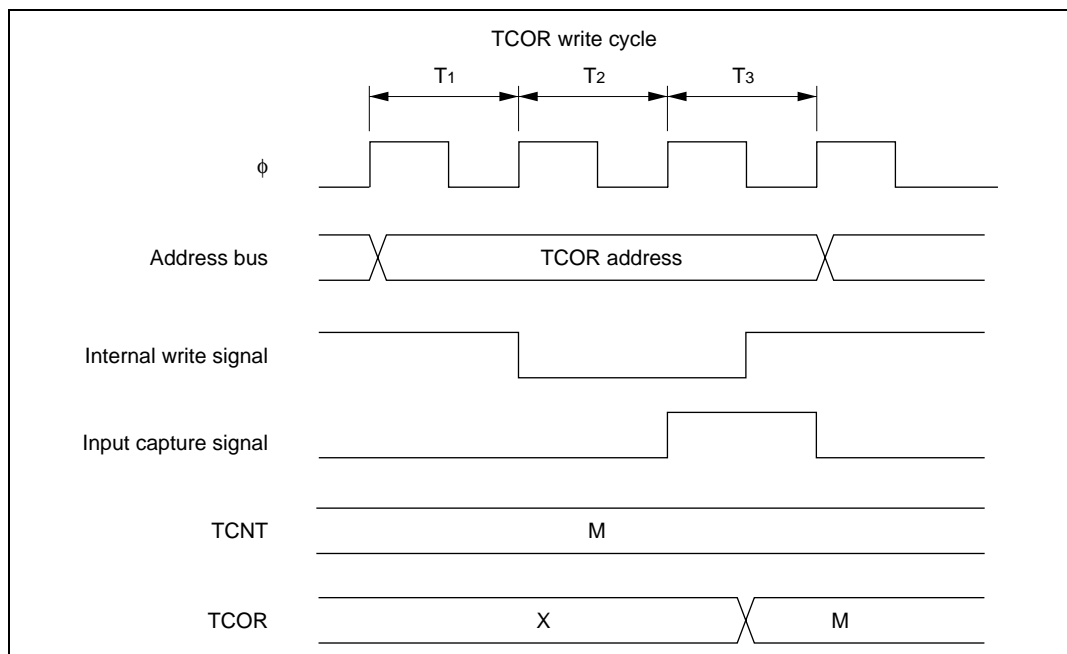 TCOR write cycle
T1 T2 T3
ϕ
Address bus TCOR address
Internal write signal
Input capture signal
TCNT M
TCOR X M